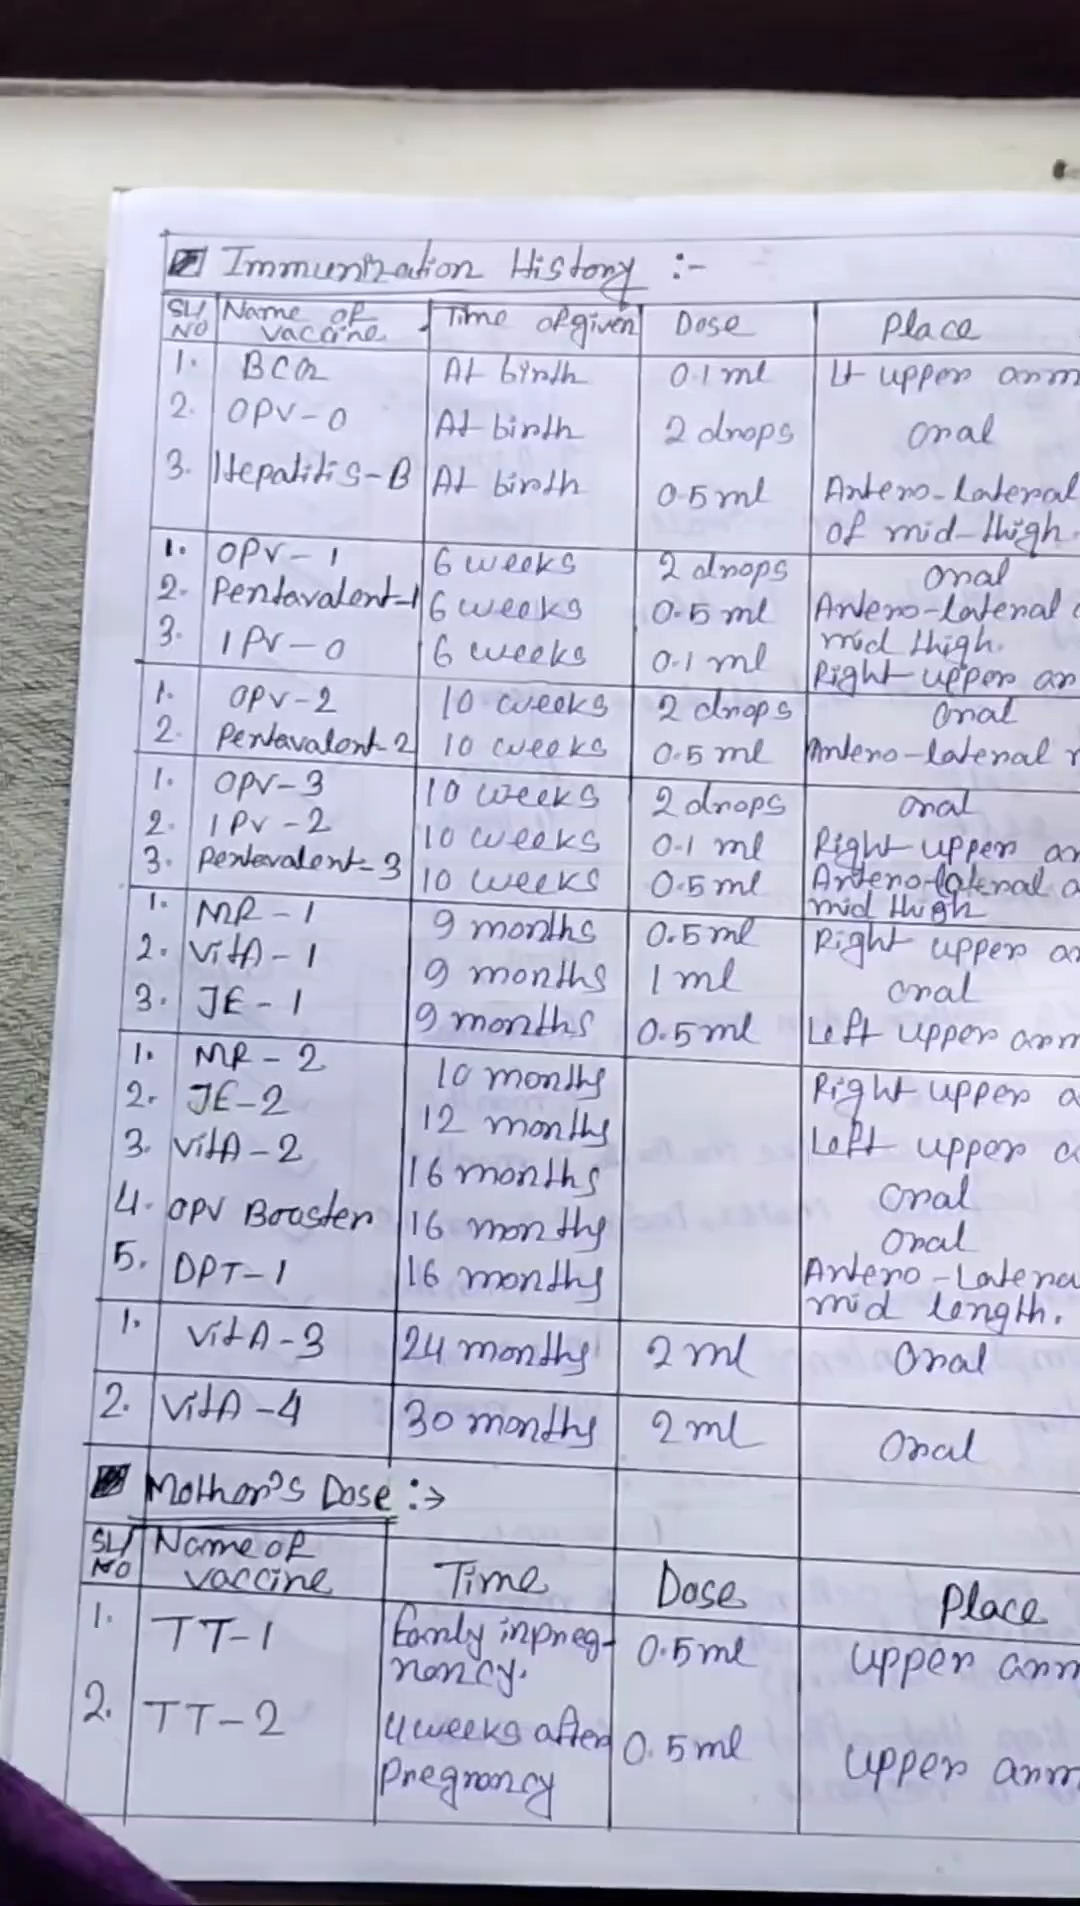 Immunization History :-
SL/NO Name of vaccine Time of given Dose Place
1. BCG At birth 0.1 ml Lt upper arm
2. OPV-0 At birth 2 drops Oral
3. Hepatitis-B At birth 0.5 ml Antero-lateral
of mid-thigh.
1. OPV-1 6 weeks 2 drops Oral
2. Pentavalent-1 6 weeks 0.5 ml Antero-lateral
mid thigh.
3. IPV-0 6 weeks 0.1 ml Right upper ar
1. OPV-2 10 weeks 2 drops Oral
2. Pentavalent-2 10 weeks 0.5 ml Antero-lateral
1. OPV-3 10 weeks 2 drops Oral
2. IPV-2 10 weeks 0.1 ml Right upper ar
3. Pentavalent-3 10 weeks 0.5 ml Antero-lateral
mid thigh
1. MR-1 9 months 0.5 ml Right upper a
2. VitA-1 9 months 1 ml Oral
3. JE-1 9 months 0.5 ml Left upper arm
1. MR-2 10 months Right upper a
2. JE-2 12 months Left upper a
3. VitA-2 16 months Oral
4. OPV Booster 16 months Oral
5. DPT-1 16 months Antero-Latera
mid length.
1. VitA-3 24 months 2 ml Oral
2. VitA-4 30 months 2 ml Oral
Mother's Dose :→
SL/NO Name of vaccine Time Dose Place
1. TT-1 Early in preg- 0.5 ml upper arm
nancy.
2. TT-2 4 weeks after 0.5 ml upper arm
pregnancy